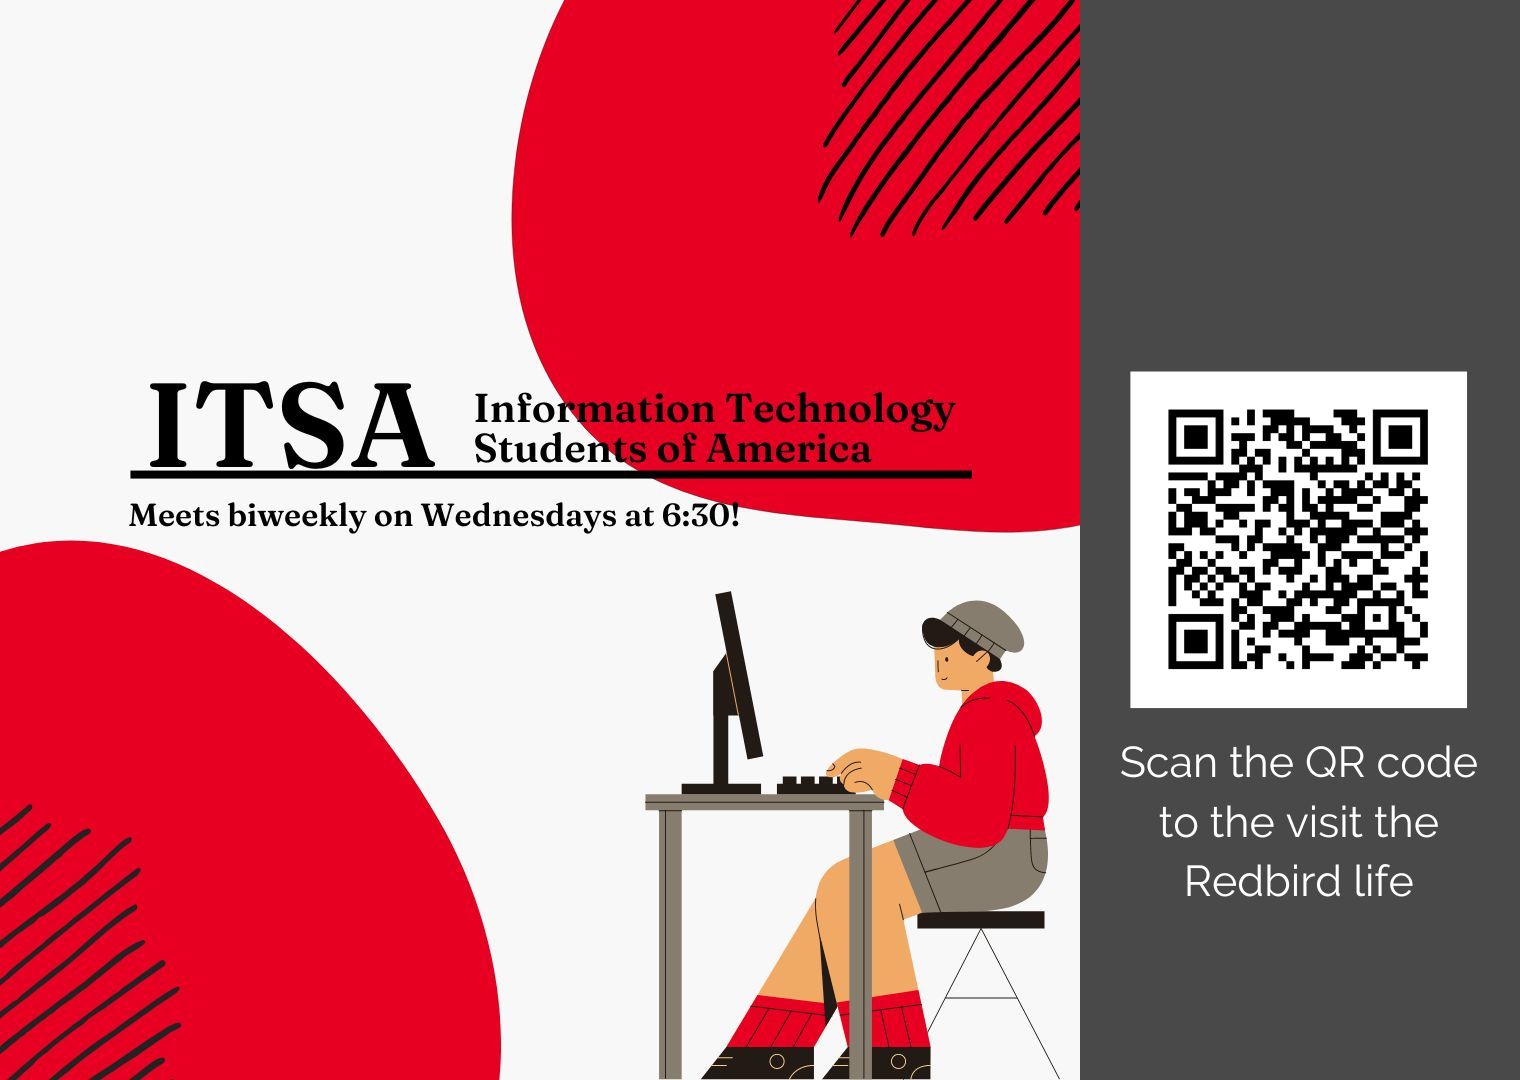 ITSA
Information Technology
Students of America
Meets biweekly on Wednesdays at 6:30!
Scan the QR code
to the visit the
Redbird life